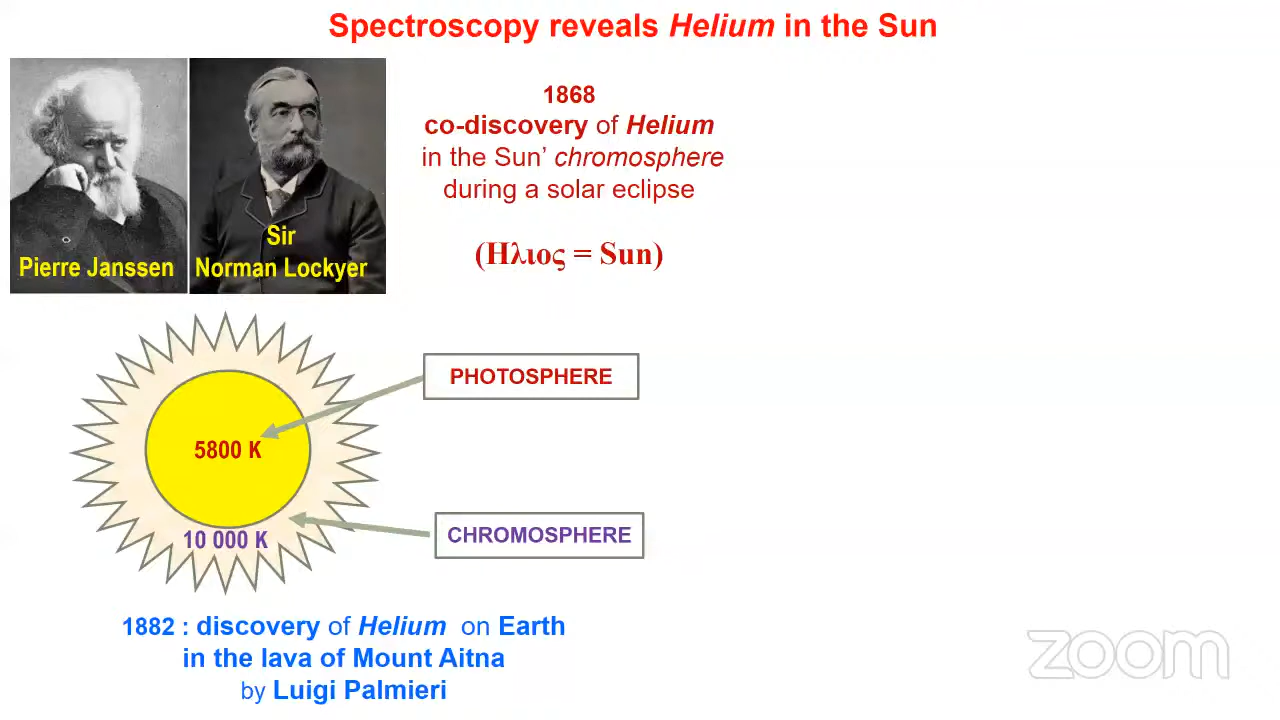 Spectroscopy reveals Helium in the Sun
Pierre Janssen
Sir
Norman Lockyer
1868
co-discovery of Helium
in the Sun’ chromosphere
during a solar eclipse
(Ηλιος = Sun)
PHOTOSPHERE
5800 K
CHROMOSPHERE
10 000 K
1882 : discovery of Helium on Earth
in the lava of Mount Aitna
by Luigi Palmieri
zoom